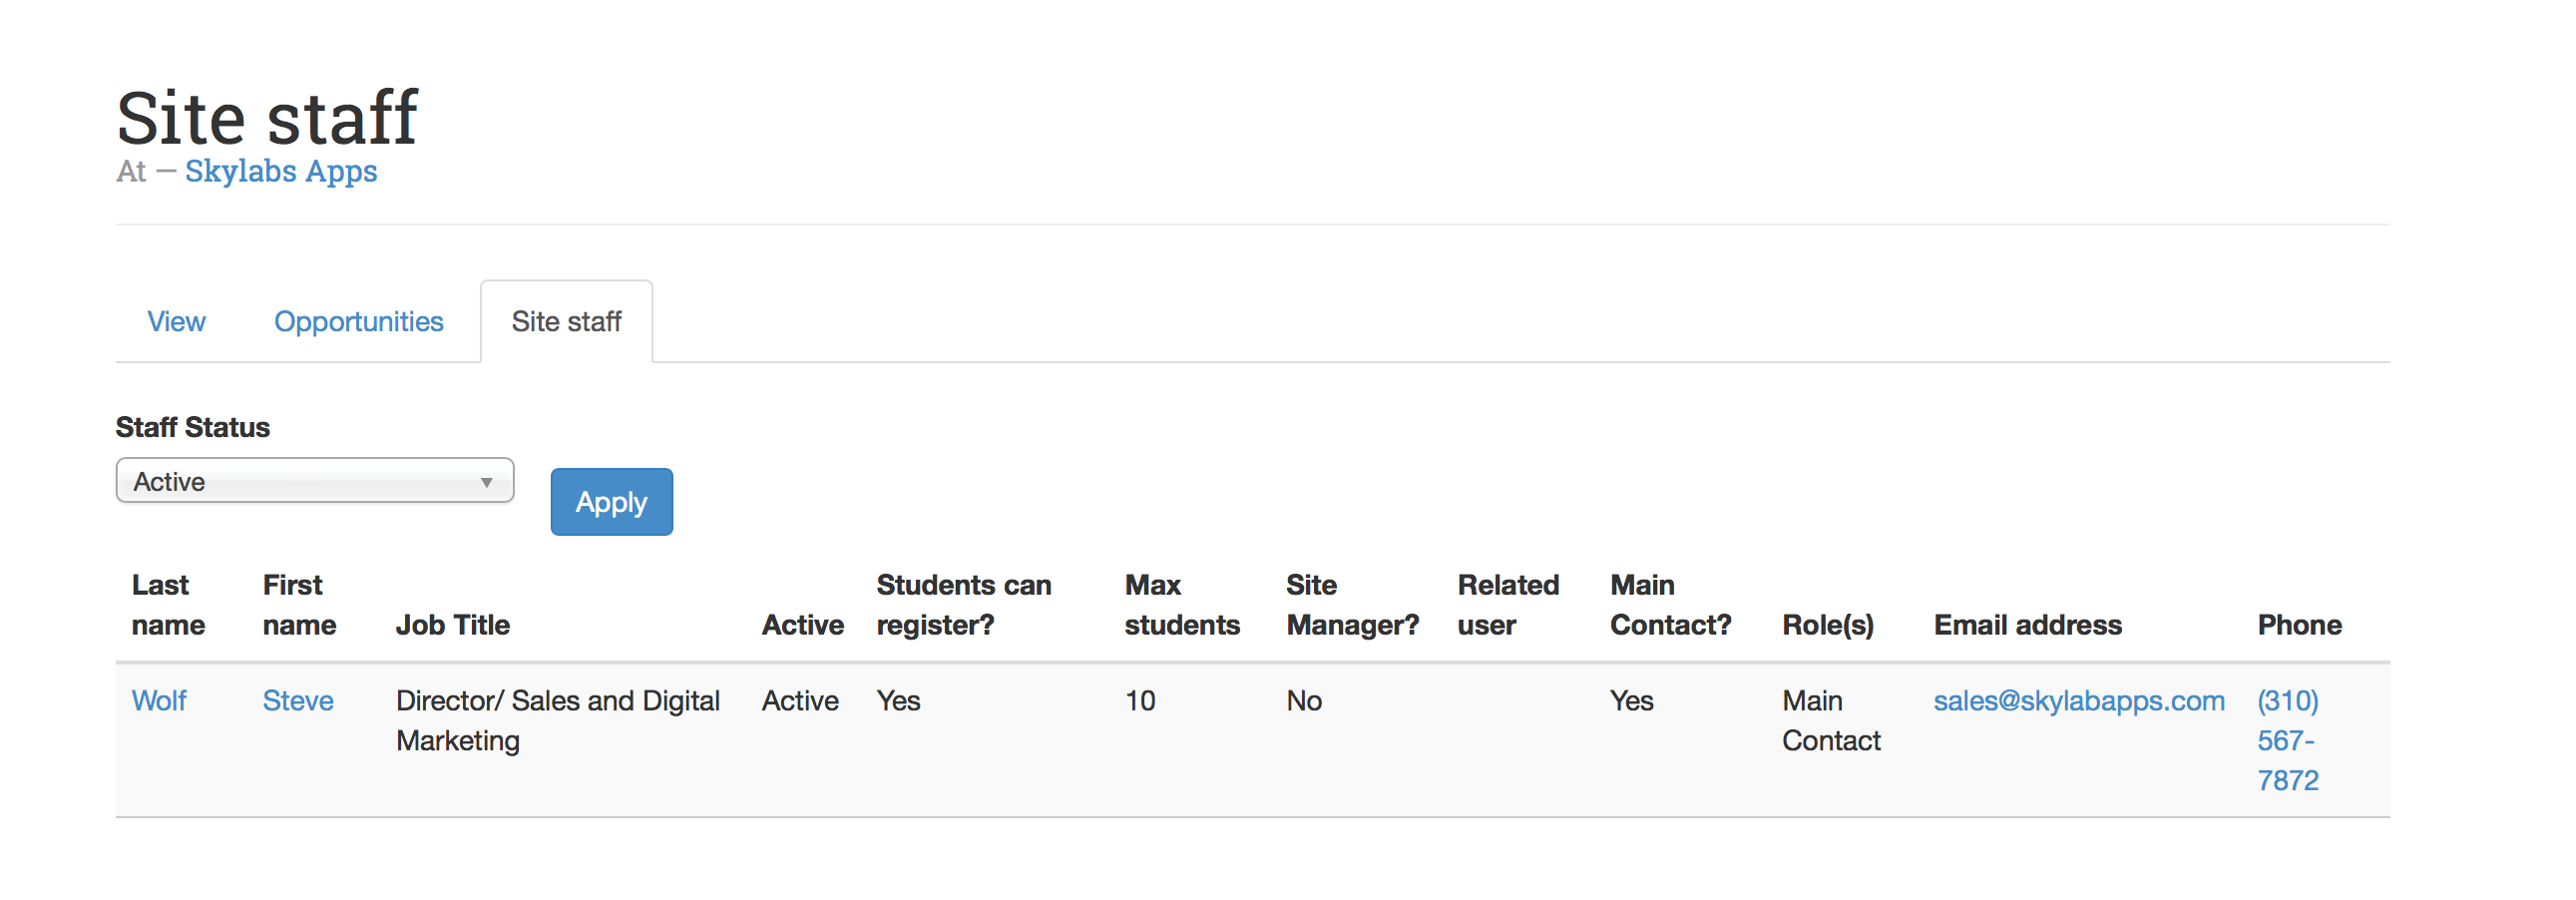 Site staff
At — Skylabs Apps
View Opportunities Site staff
Staff Status
Active
Apply
Last name First name Job Title Active Students can register? Max students Site Manager? Related user Main Contact? Role(s) Email address Phone
Wolf Steve Director/ Sales and Digital Marketing Active Yes 10 No Yes Main Contact sales@skylabapps.com (310) 567-7872